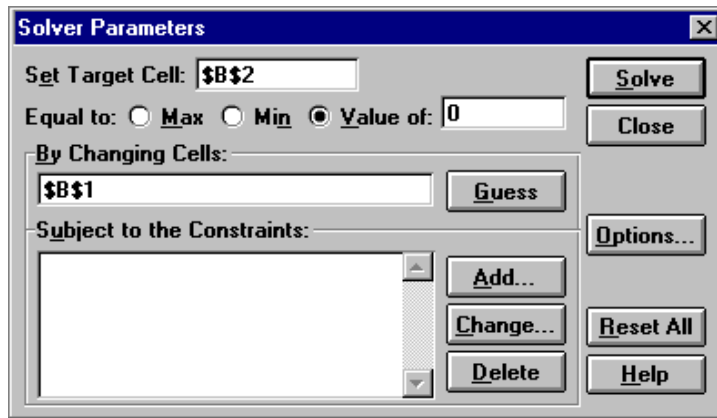 Solver Parameters
Set Target Cell: $B$2
Solve
Equal to: Max Min Value of: 0
Close
By Changing Cells:
$B$1
Guess
Subject to the Constraints:
Options...
Add...
Change...
Reset All
Delete
Help